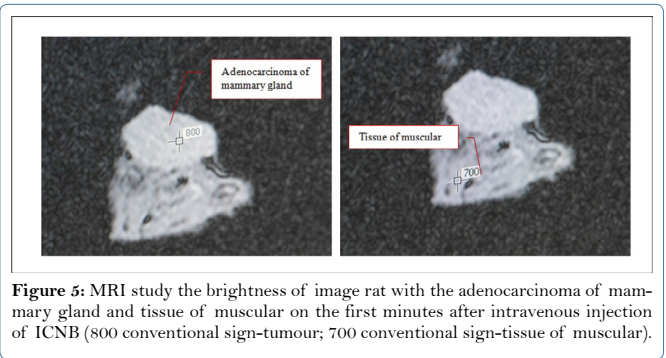 Adenocarcinoma of
mammary gland
800
Tissue of muscular
700
Figure 5: MRI study the brightness of image rat with the adenocarcinoma of mam-
mary gland and tissue of muscular on the first minutes after intravenous injection
of ICNB (800 conventional sign-tumour; 700 conventional sign-tissue of muscular).